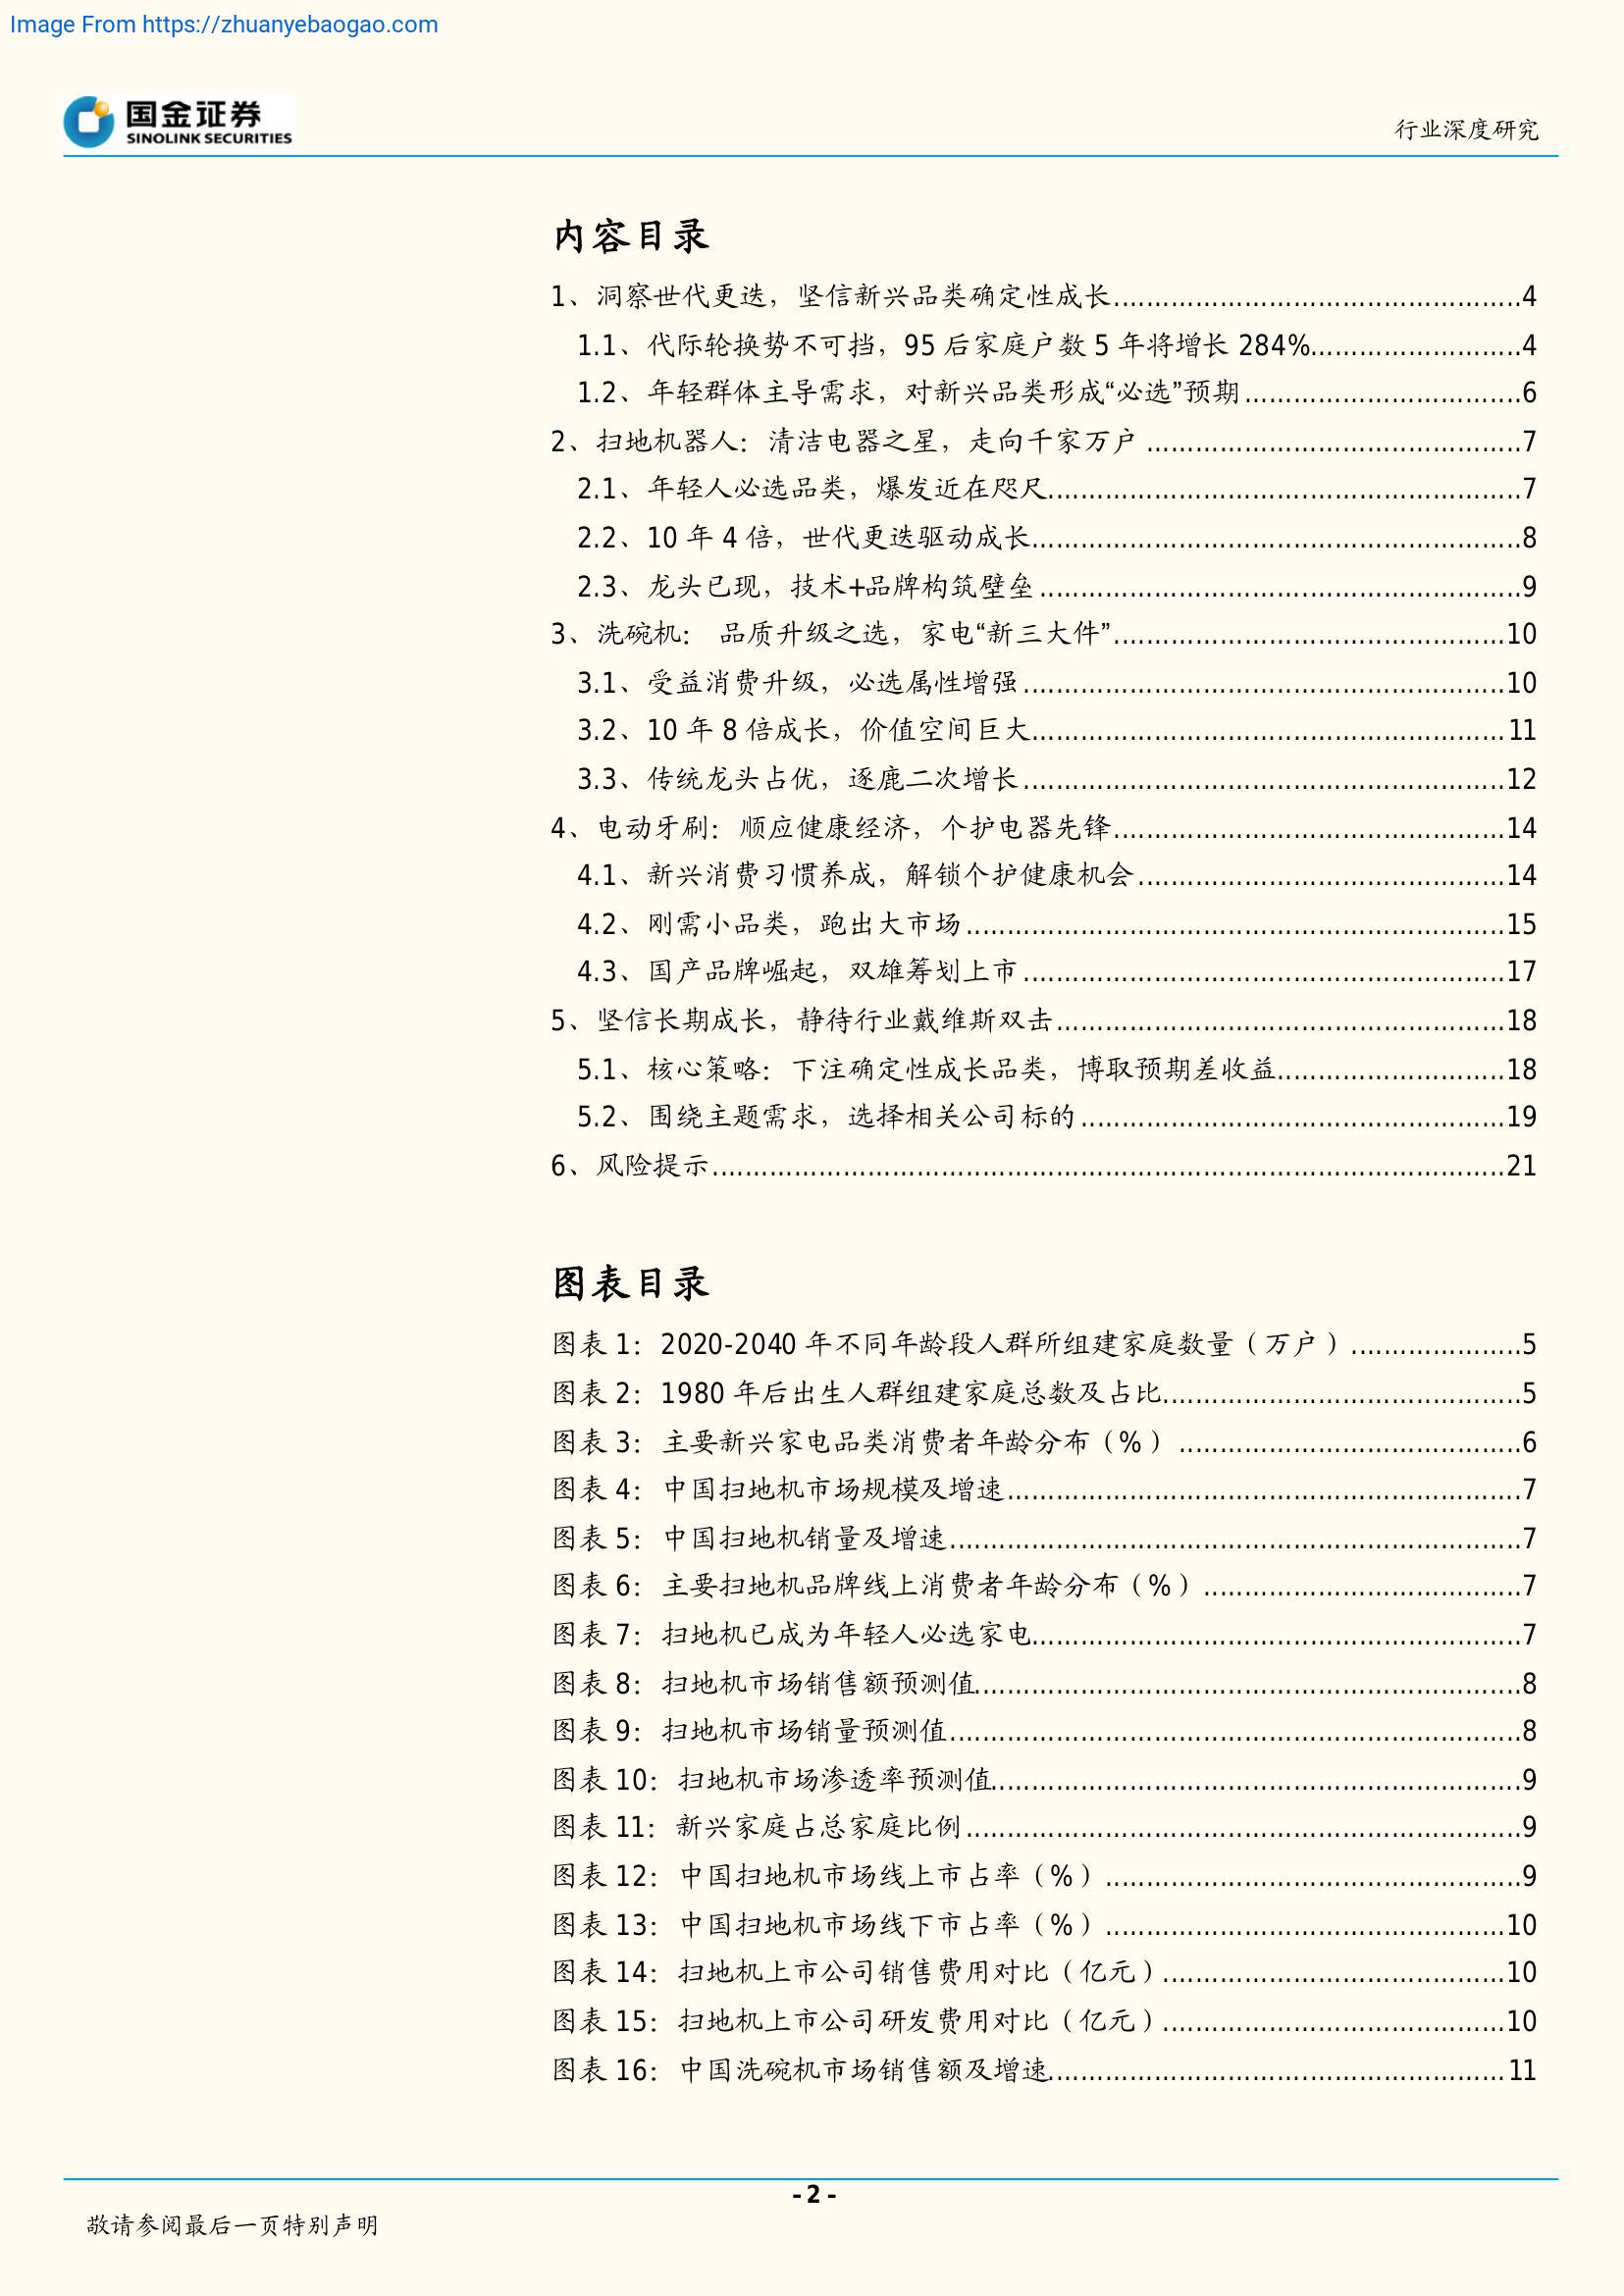 Image From https://zhuanyebaogao.com
国金证券
SINOLINK SECURITIES
行业深度研究
内容目录
1、洞察世代更迭，坚信新兴品类确定性成长..................................................4
1.1、代际轮换势不可挡，95 后家庭户数 5 年将增长 284%..........................4
1.2、年轻群体主导需求，对新兴品类形成“必选”预期..................................6
2、扫地机器人：清洁电器之星，走向千家万户 ..............................................7
2.1、年轻人必选品类，爆发近在咫尺..........................................................7
2.2、10 年 4 倍，世代更迭驱动成长............................................................8
2.3、龙头已现，技术+品牌构筑壁垒 ...........................................................9
3、洗碗机： 品质升级之选，家电“新三大件”................................................10
3.1、受益消费升级，必选属性增强...........................................................10
3.2、10 年 8 倍成长，价值空间巨大..........................................................11
3.3、传统龙头占优，逐鹿二次增长...........................................................12
4、电动牙刷：顺应健康经济，个护电器先锋................................................14
4.1、新兴消费习惯养成，解锁个护健康机会.............................................14
4.2、刚需小品类，跑出大市场..................................................................15
4.3、国产品牌崛起，双雄筹划上市...........................................................17
5、坚信长期成长，静待行业戴维斯双击.......................................................18
5.1、核心策略：下注确定性成长品类，博取预期差收益............................18
5.2、围绕主题需求，选择相关公司标的....................................................19
6、风险提示.................................................................................................21
图表目录
图表 1：2020-2040 年不同年龄段人群所组建家庭数量（万户）.....................5
图表 2：1980 年后出生人群组建家庭总数及占比............................................5
图表 3：主要新兴家电品类消费者年龄分布（%） ..........................................6
图表 4：中国扫地机市场规模及增速...............................................................7
图表 5：中国扫地机销量及增速......................................................................7
图表 6：主要扫地机品牌线上消费者年龄分布（%）.......................................7
图表 7：扫地机已成为年轻人必选家电............................................................7
图表 8：扫地机市场销售额预测值...................................................................8
图表 9：扫地机市场销量预测值......................................................................8
图表 10：扫地机市场渗透率预测值.................................................................9
图表 11：新兴家庭占总家庭比例....................................................................9
图表 12：中国扫地机市场线上市占率（%）...................................................9
图表 13：中国扫地机市场线下市占率（%）.................................................10
图表 14：扫地机上市公司销售费用对比（亿元）..........................................10
图表 15：扫地机上市公司研发费用对比（亿元）..........................................10
图表 16：中国洗碗机市场销售额及增速........................................................11
- 2 -
敬请参阅最后一页特别声明